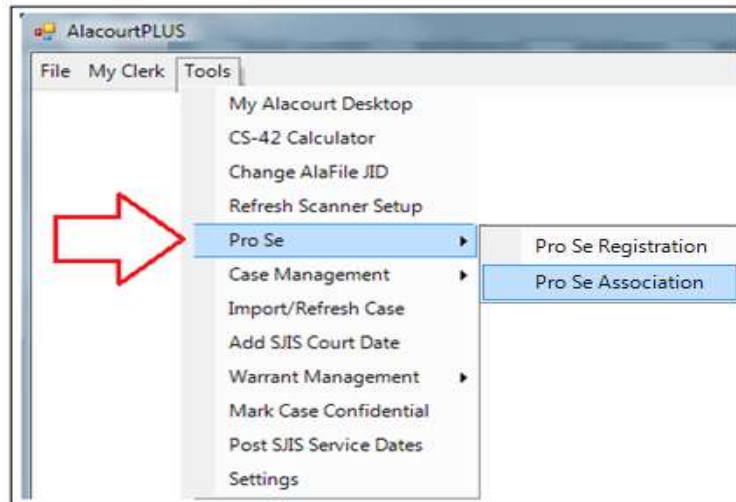 AlacourtPLUS
File My Clerk Tools
My Alacourt Desktop
CS-42 Calculator
Change AlaFile JID
Refresh Scanner Setup
Pro Se
Pro Se Registration
Case Management
Pro Se Association
Import/Refresh Case
Add SJIS Court Date
Warrant Management
Mark Case Confidential
Post SJIS Service Dates
Settings